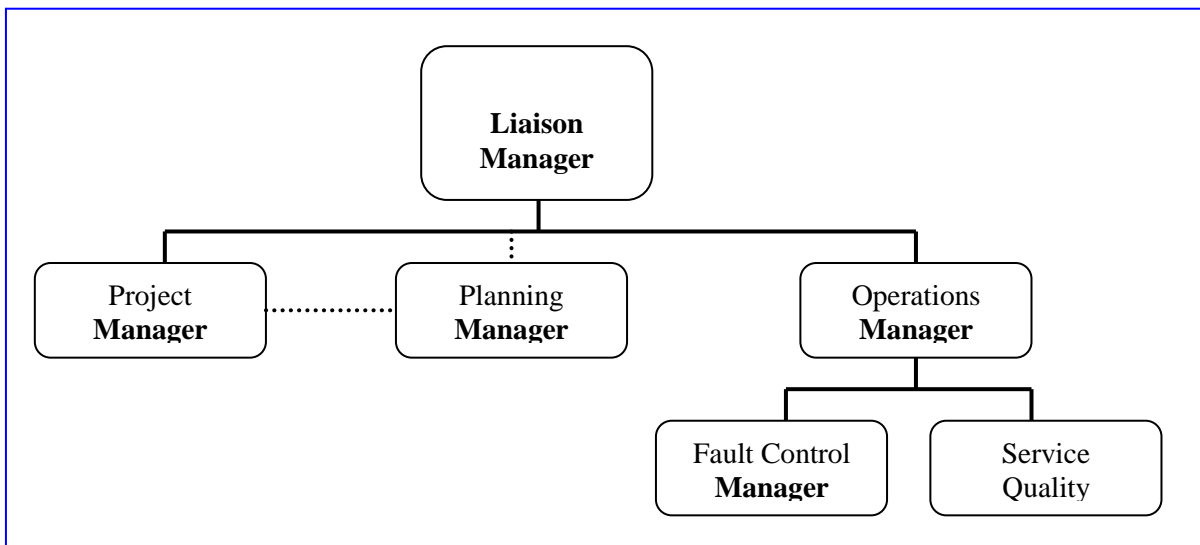 Liaison
Manager
Project
Manager
Planning
Manager
Operations
Manager
Fault Control
Manager
Service
Quality